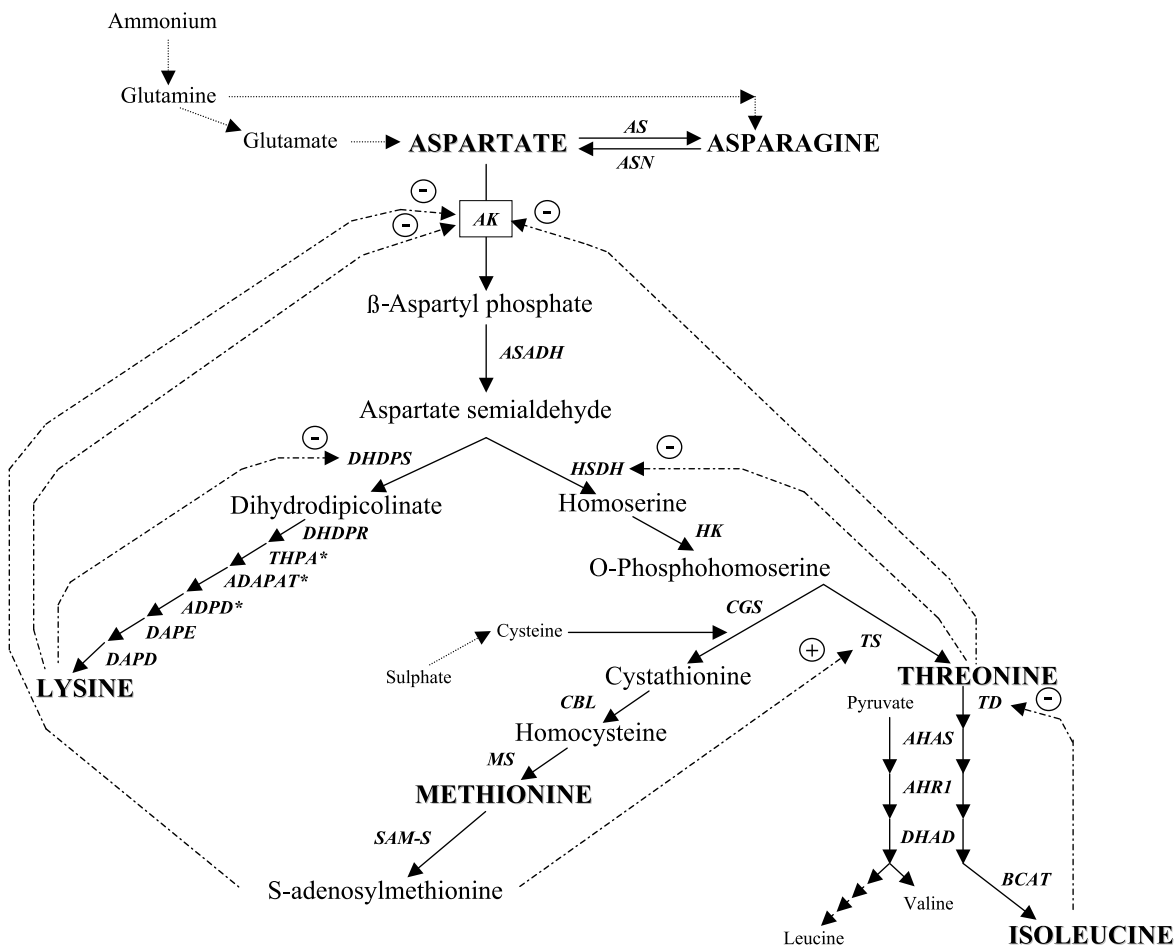 Ammonium
Glutamine
Glutamate
ASPARTATE
AS
ASN
ASPARAGINE
-
-
-
AK
ß-Aspartyl phosphate
ASADH
Aspartate semialdehyde
-
-
DHDPS
HSDH
Dihydrodipicolinate
Homoserine
DHDPR
HK
THPA*
O-Phosphohomoserine
ADAPAT*
ADPD*
CGS
DAPE
Cysteine
+
TS
DAPD
Sulphate
LYSINE
Cystathionine
THREONINE
CBL
Pyruvate
TD
-
Homocysteine
AHAS
MS
METHIONINE
AHR1
SAM-S
DHAD
S-adenosylmethionine
BCAT
Valine
Leucine
ISOLEUCINE